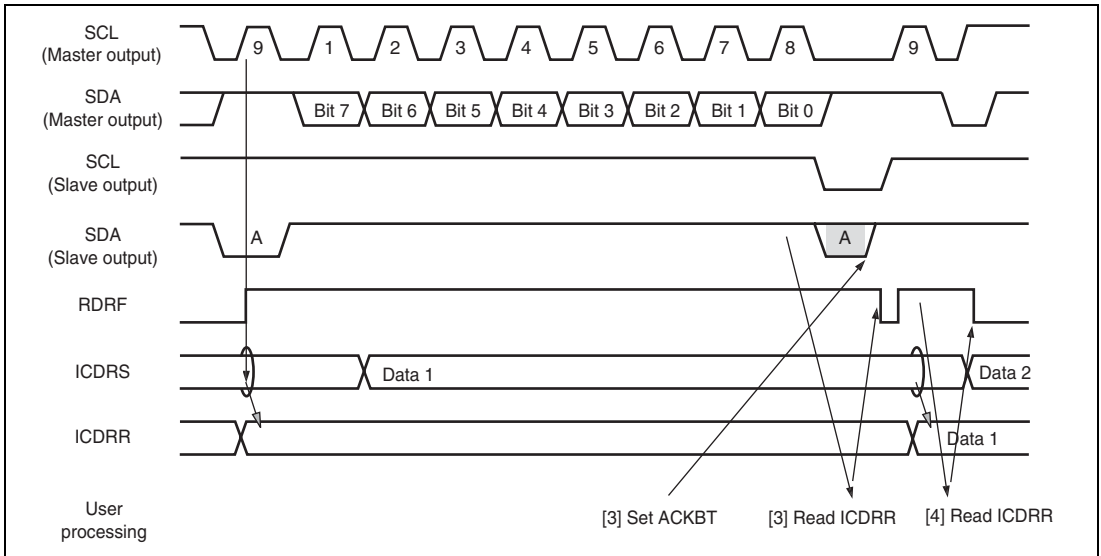 SCL
(Master output)
9 1 2 3 4 5 6 7 8 9
SDA
(Master output)
Bit 7 Bit 6 Bit 5 Bit 4 Bit 3 Bit 2 Bit 1 Bit 0
SCL
(Slave output)
SDA
(Slave output)
A A
RDRF
ICDRS
Data 1 Data 2
ICDRR
Data 1
User
processing
[3] Set ACKBT [3] Read ICDRR [4] Read ICDRR